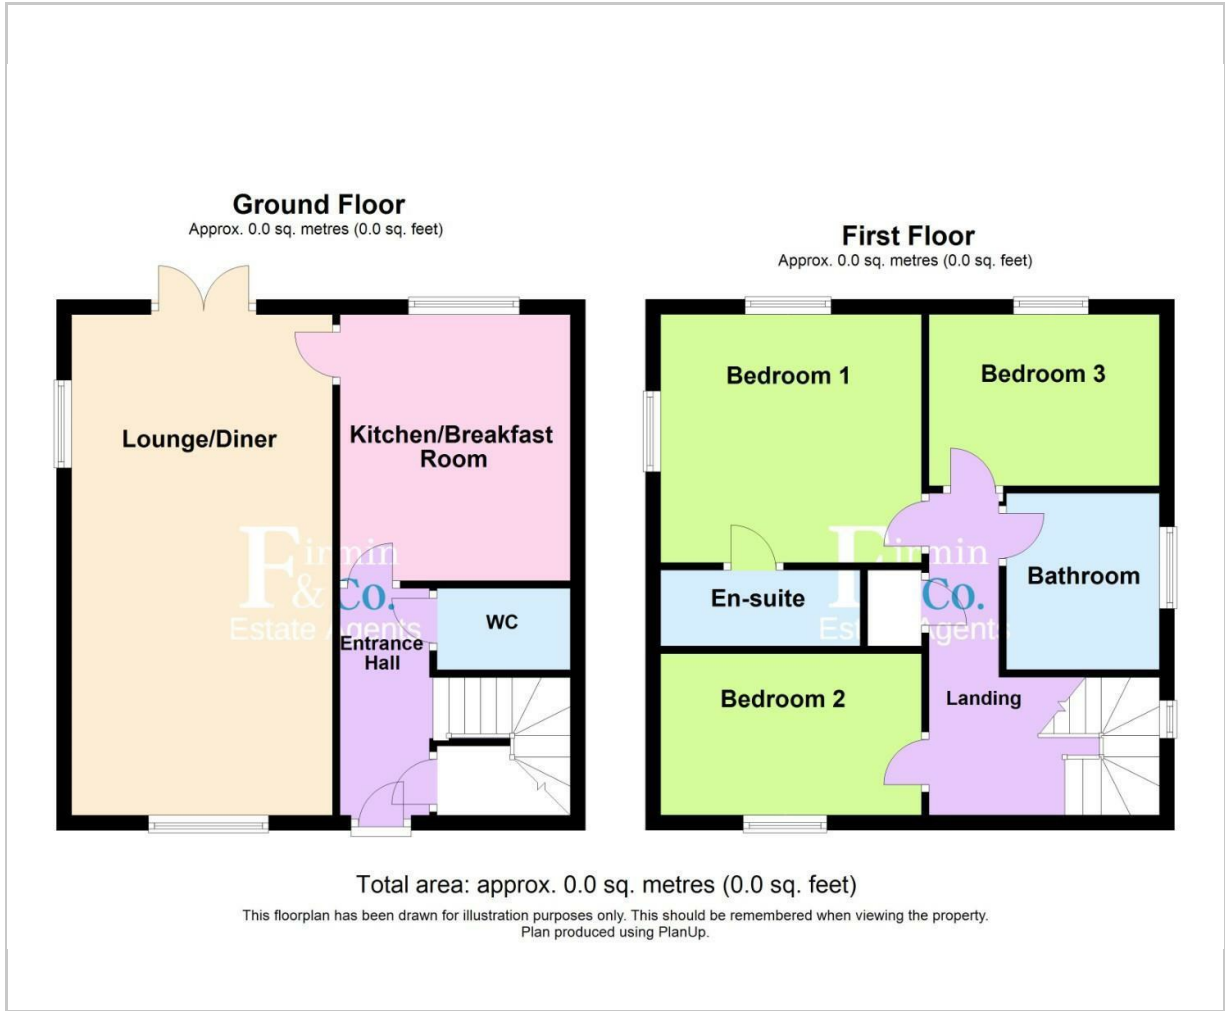 Ground Floor
Approx. 0.0 sq. metres (0.0 sq. feet)
Lounge/Diner
Kitchen/Breakfast
Room
Firmin
& Co.
Estate Agents
WC
Entrance
Hall
First Floor
Approx. 0.0 sq. metres (0.0 sq. feet)
Bedroom 1
Bedroom 3
Firmin
Co.
Estate Agents
En-suite
Bathroom
Bedroom 2
Landing
Total area: approx. 0.0 sq. metres (0.0 sq. feet)
This floorplan has been drawn for illustration purposes only. This should be remembered when viewing the property.
Plan produced using PlanUp.